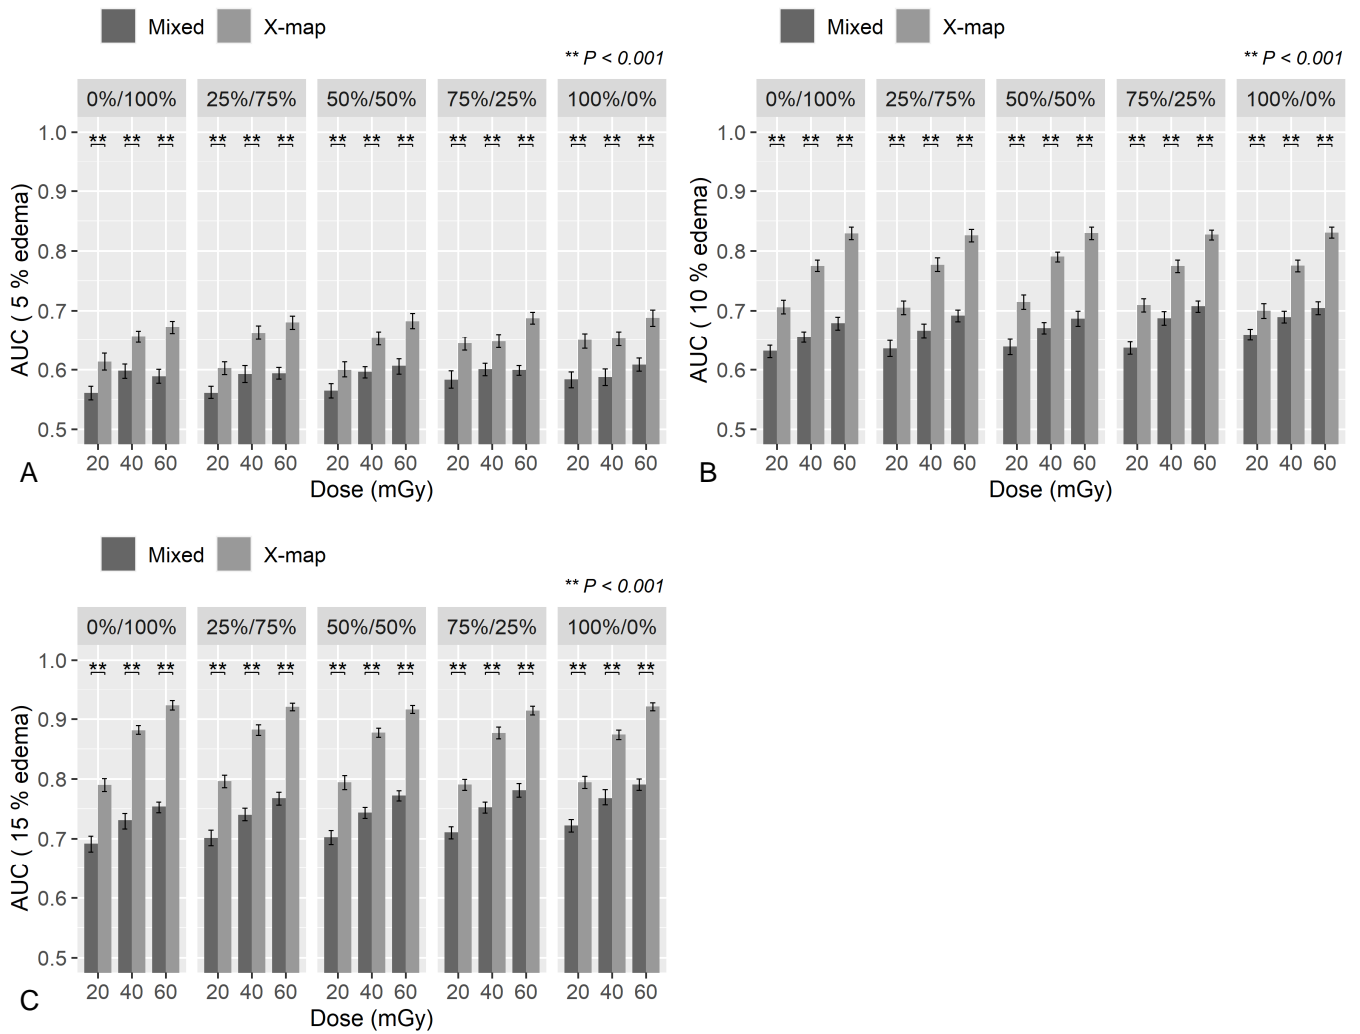 Mixed X-map
** P < 0.001
0%/100% 25%/75% 50%/50% 75%/25% 100%/0%
** ** ** ** ** ** ** ** ** ** ** ** ** ** **
1.0
0.9
0.8
0.7
0.6
0.5
AUC ( 5 % edema)
20 40 60 20 40 60 20 40 60 20 40 60 20 40 60
Dose (mGy)
A
Mixed X-map
** P < 0.001
0%/100% 25%/75% 50%/50% 75%/25% 100%/0%
** ** ** ** ** ** ** ** ** ** ** ** ** ** **
1.0
0.9
0.8
0.7
0.6
0.5
AUC ( 10 % edema)
20 40 60 20 40 60 20 40 60 20 40 60 20 40 60
Dose (mGy)
B
Mixed X-map
** P < 0.001
0%/100% 25%/75% 50%/50% 75%/25% 100%/0%
** ** ** ** ** ** ** ** ** ** ** ** ** ** **
1.0
0.9
0.8
0.7
0.6
0.5
AUC ( 15 % edema)
20 40 60 20 40 60 20 40 60 20 40 60 20 40 60
Dose (mGy)
C